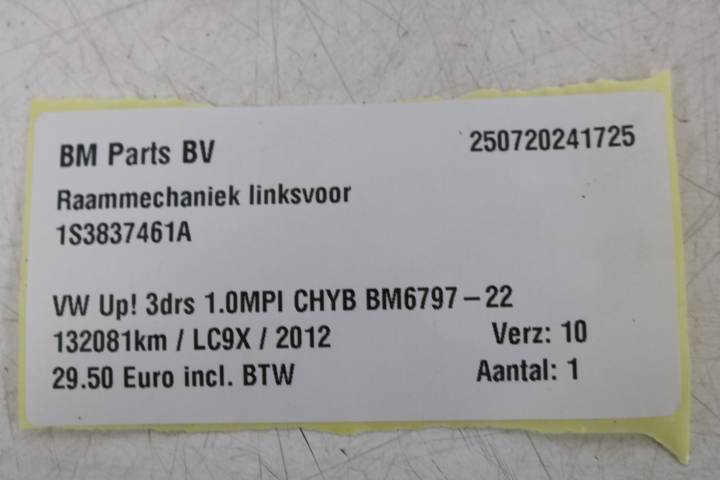 BM Parts BV 250720241725
Raammechaniek linksvoor
1S3837461A
VW Up! 3drs 1.0MPI CHYB BM6797-22
132081km / LC9X / 2012 Verz: 10
29.50 Euro incl. BTW Aantal: 1